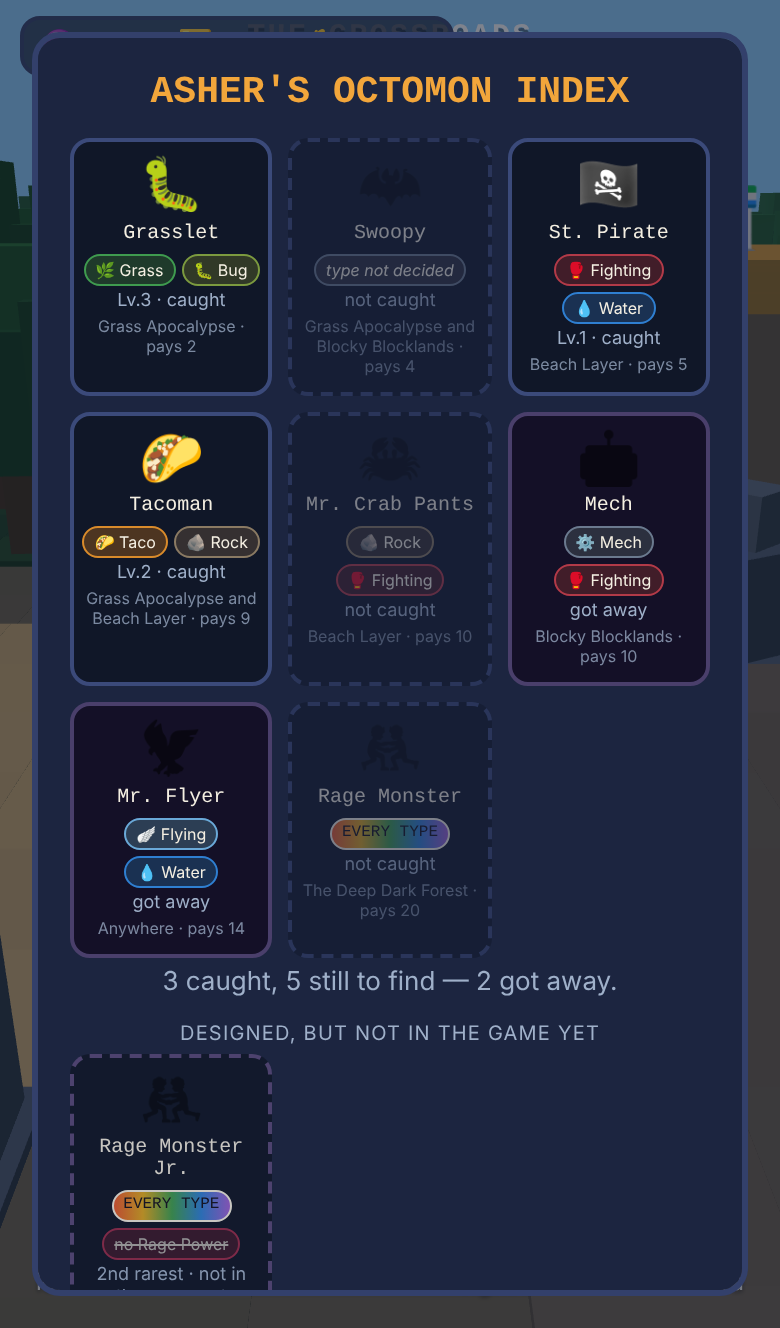 THE CROSSROADS
ASHER'S OCTOMON INDEX
Grasslet
Grass
Bug
Lv.3 · caught
Grass Apocalypse ·
pays 2
Swoopy
type not decided
not caught
Grass Apocalypse and
Blocky Blocklands ·
pays 4
St. Pirate
Fighting
Water
Lv.1 · caught
Beach Layer · pays 5
Tacoman
Taco
Rock
Lv.2 · caught
Grass Apocalypse and
Beach Layer · pays 9
Mr. Crab Pants
Rock
Fighting
not caught
Beach Layer · pays 10
Mech
Mech
Fighting
got away
Blocky Blocklands ·
pays 10
Mr. Flyer
Flying
Water
got away
Anywhere · pays 14
Rage Monster
EVERY TYPE
not caught
The Deep Dark Forest ·
pays 20
3 caught, 5 still to find — 2 got away.
DESIGNED, BUT NOT IN THE GAME YET
Rage Monster
Jr.
EVERY TYPE
no Rage Power
2nd rarest · not in